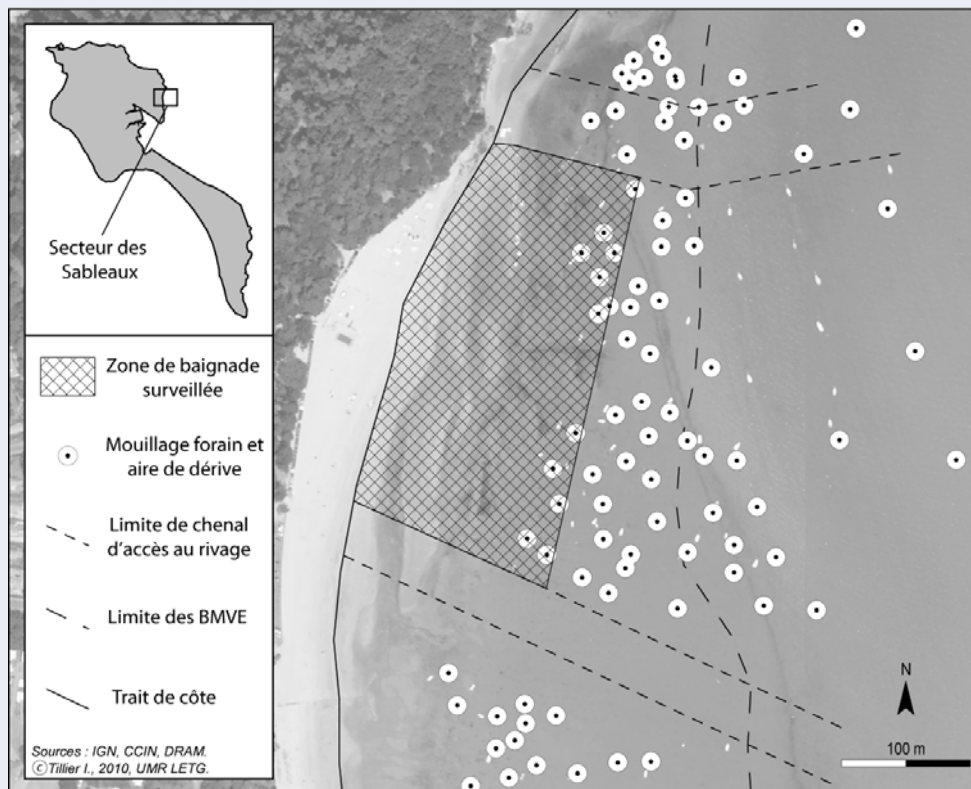 Secteur des
Sableaux
Zone de baignade
surveillée
Mouillage forain et
aire de dérive
Limite de chenal
d'accès au rivage
Limite des BMVE
Trait de côte
Sources : IGN, CCIN, DRAM.
©Tillier I., 2010, UMR LETG.
N
100 m